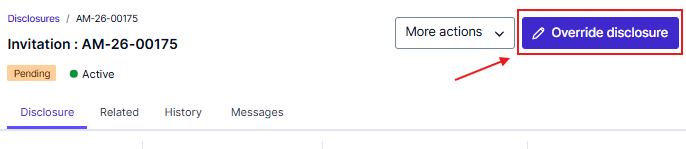 Disclosures / AM-26-00175
Invitation : AM-26-00175
More actions
Override disclosure
Pending
Active
Disclosure Related History Messages